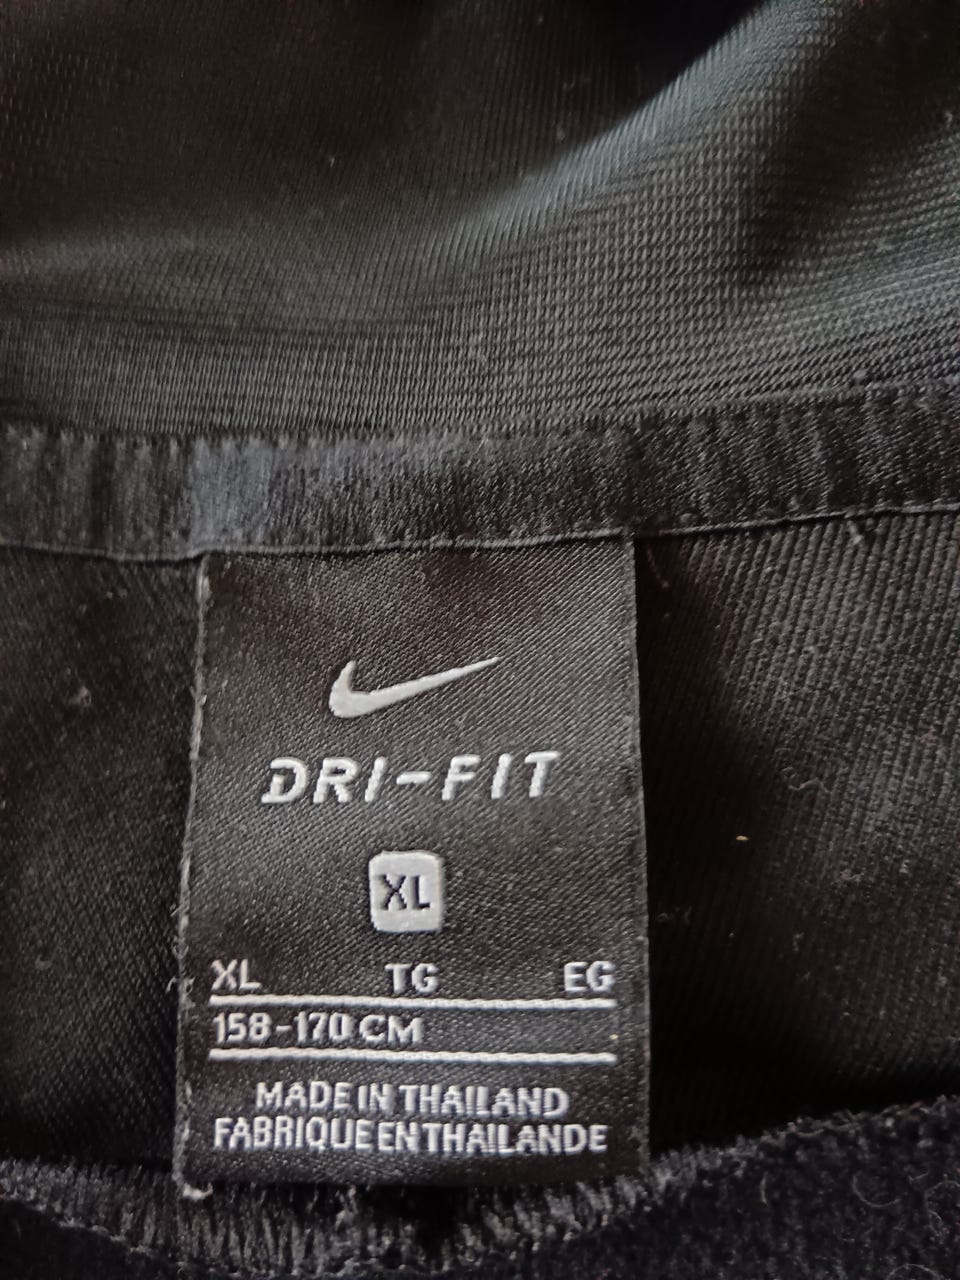 DRI-FIT
XL
XL TG EG
158-170 CM
MADE IN THAILAND
FABRIQUE EN THAILANDE